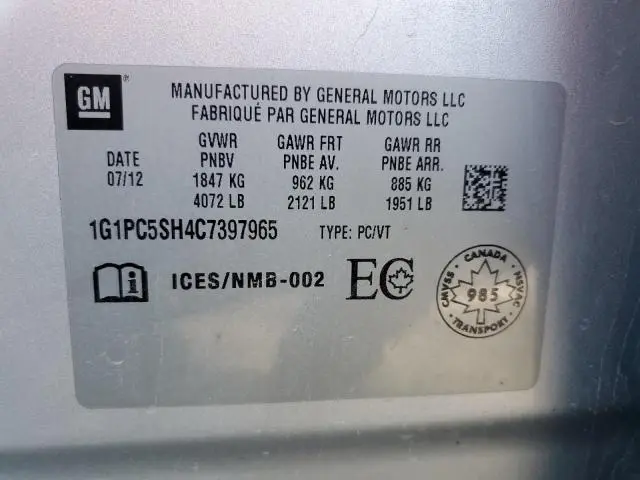 GM®
MANUFACTURED BY GENERAL MOTORS LLC
FABRIQUÉ PAR GENERAL MOTORS LLC
GVWR GAWR FRT GAWR RR
DATE PNBV PNBE AV. PNBE ARR.
07/12 1847 KG 962 KG 885 KG
4072 LB 2121 LB 1951 LB
1G1PC5SH4C7397965 TYPE: PC/VT
ICES/NMB-002 EC
CANADA
CMVSS 985 NSVAC
TRANSPORT